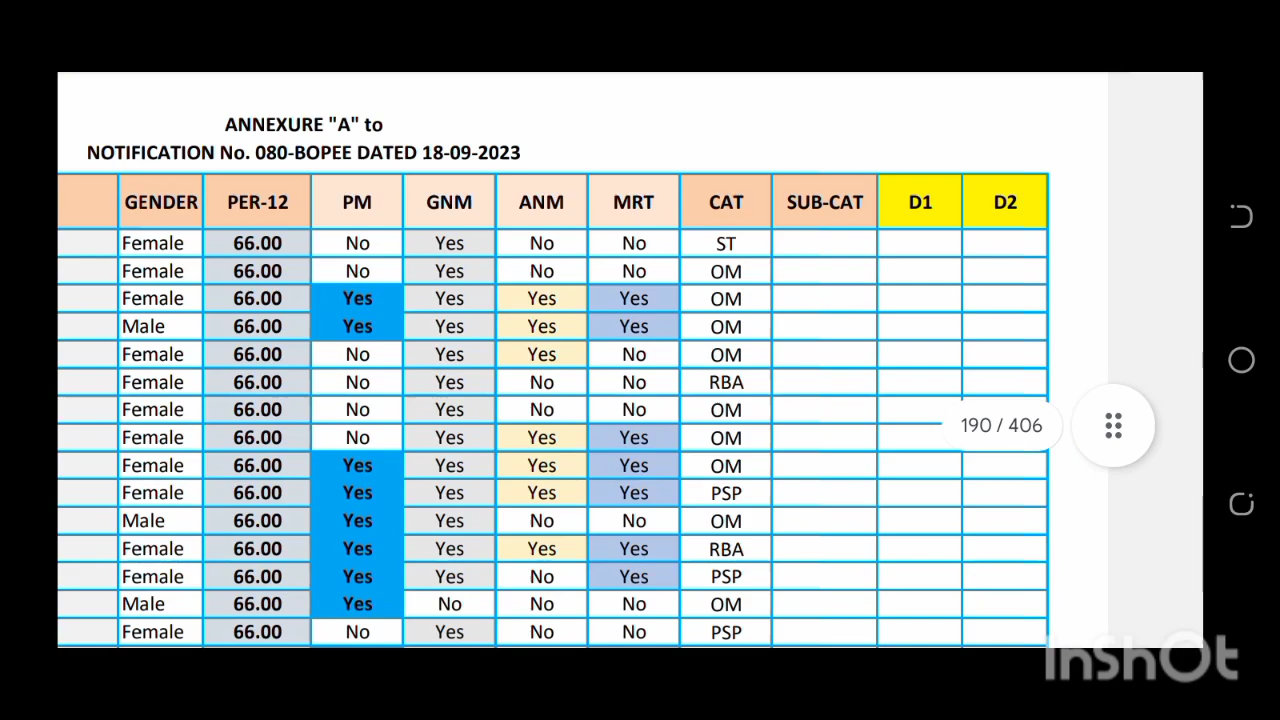 ANNEXURE "A" to
NOTIFICATION No. 080-BOPEE DATED 18-09-2023
GENDER PER-12 PM GNM ANM MRT CAT SUB-CAT D1 D2
Female 66.00 No Yes No No ST
Female 66.00 No Yes No No OM
Female 66.00 Yes Yes Yes Yes OM
Male 66.00 Yes Yes Yes Yes OM
Female 66.00 No Yes Yes No OM
Female 66.00 No Yes No No RBA
Female 66.00 No Yes No No OM
190 / 406
Female 66.00 No Yes Yes Yes OM
Female 66.00 Yes Yes Yes Yes OM
Female 66.00 Yes Yes Yes Yes PSP
Male 66.00 Yes Yes No No OM
Female 66.00 Yes Yes Yes Yes RBA
Female 66.00 Yes Yes No Yes PSP
Male 66.00 Yes No No No OM
Female 66.00 No Yes No No PSP
InShOt